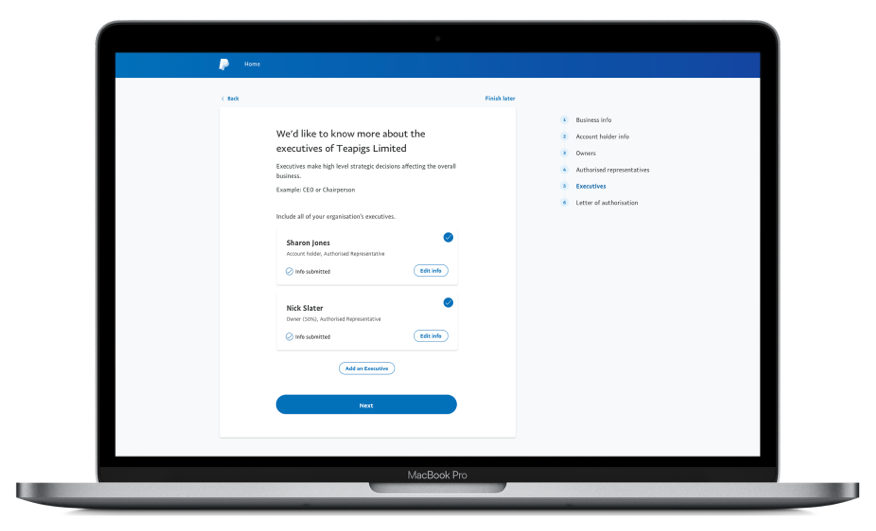 Home
< Back
Finish later
We'd like to know more about the
executives of Teapigs Limited
Executives make high level strategic decisions affecting the overall
business.
Example: CEO or Chairperson
Include all of your organisation's executives.
Sharon Jones
Account holder, Authorised Representative
Info submitted
Edit info
Nick Slater
Owner (50%), Authorised Representative
Info submitted
Edit info
Add an Executive
Next
1 Business info
2 Account holder info
3 Owners
4 Authorised representatives
5 Executives
6 Letter of authorisation
MacBook Pro